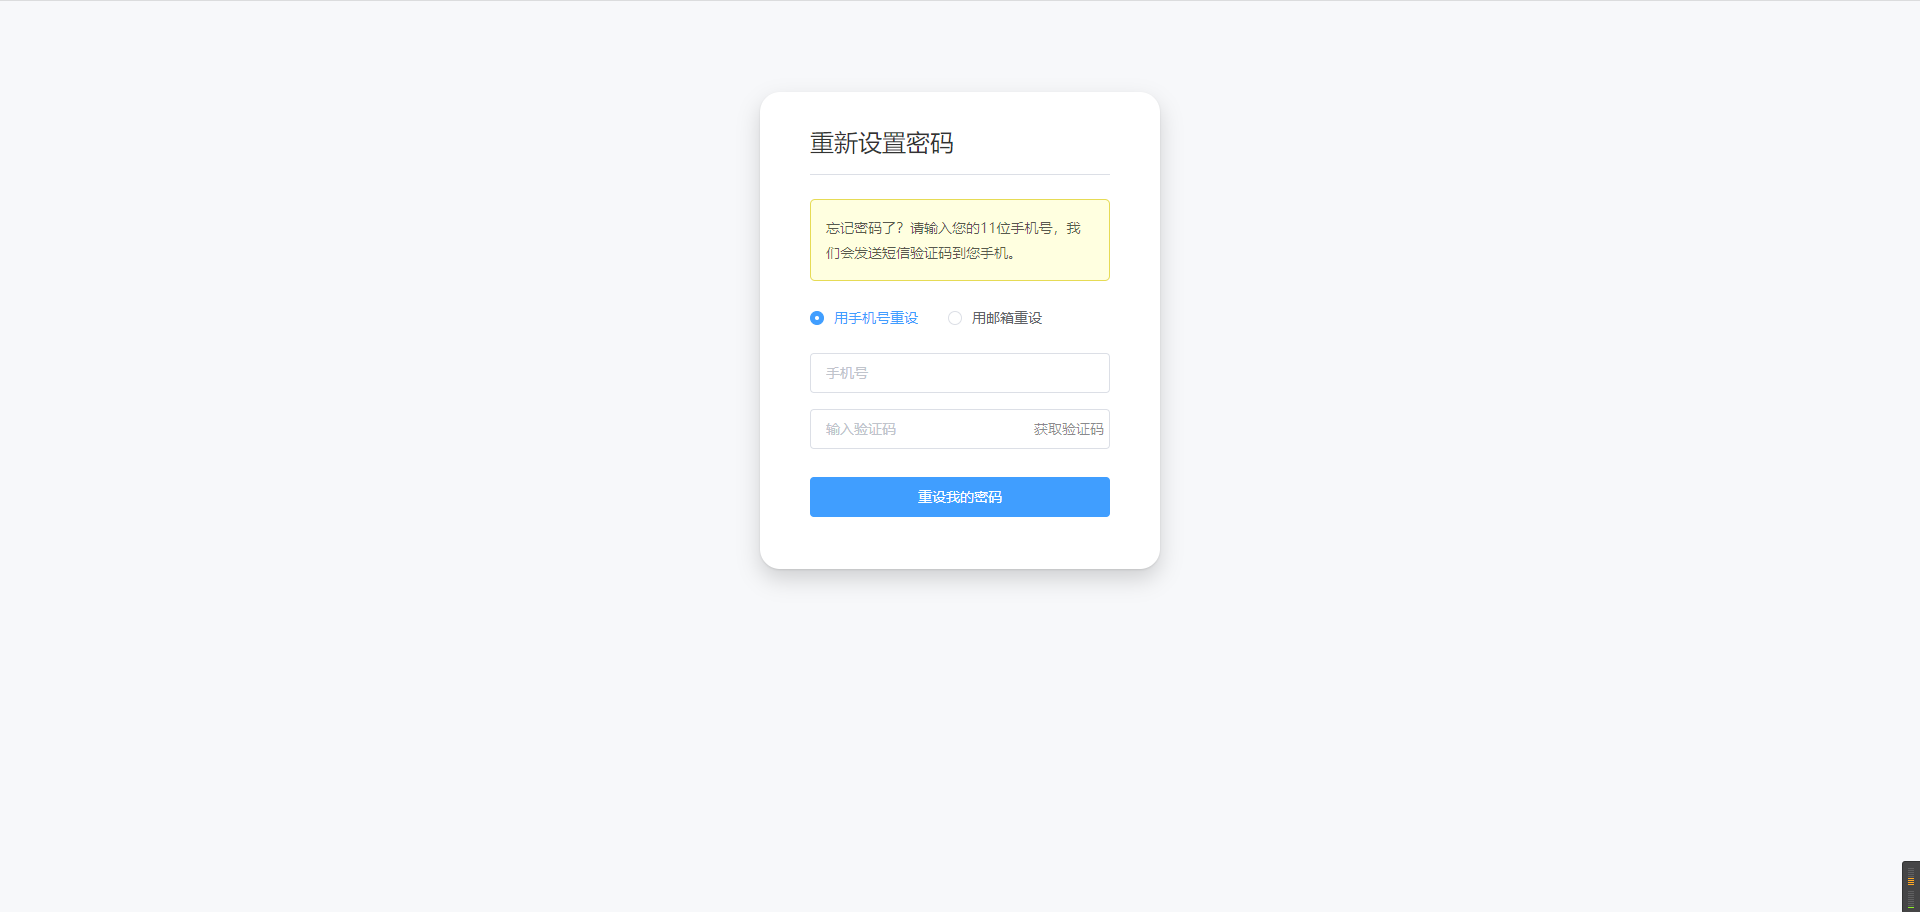 重新设置密码
忘记密码了？请输入您的11位手机号，我
们会发送短信验证码到您手机。
用手机号重设 用邮箱重设
手机号
输入验证码 获取验证码
重设我的密码